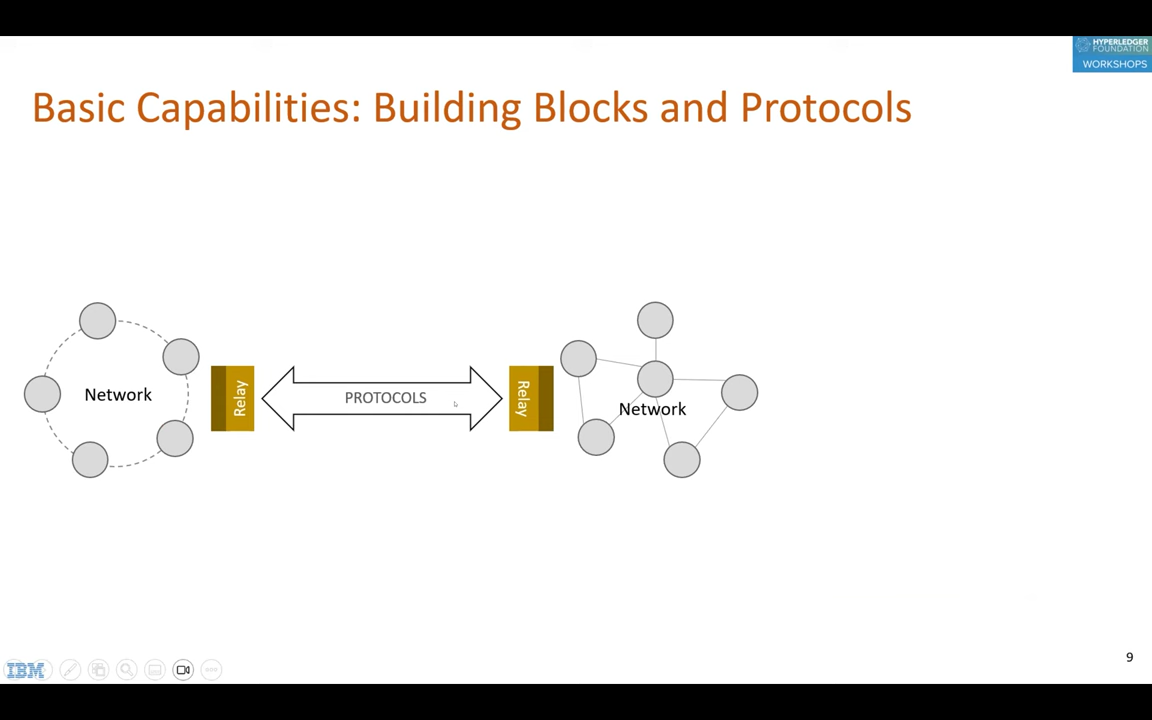 HYPERLEDGER
FOUNDATION
WORKSHOPS
Basic Capabilities: Building Blocks and Protocols
Network
Relay
PROTOCOLS
Relay
Network
9
IBM